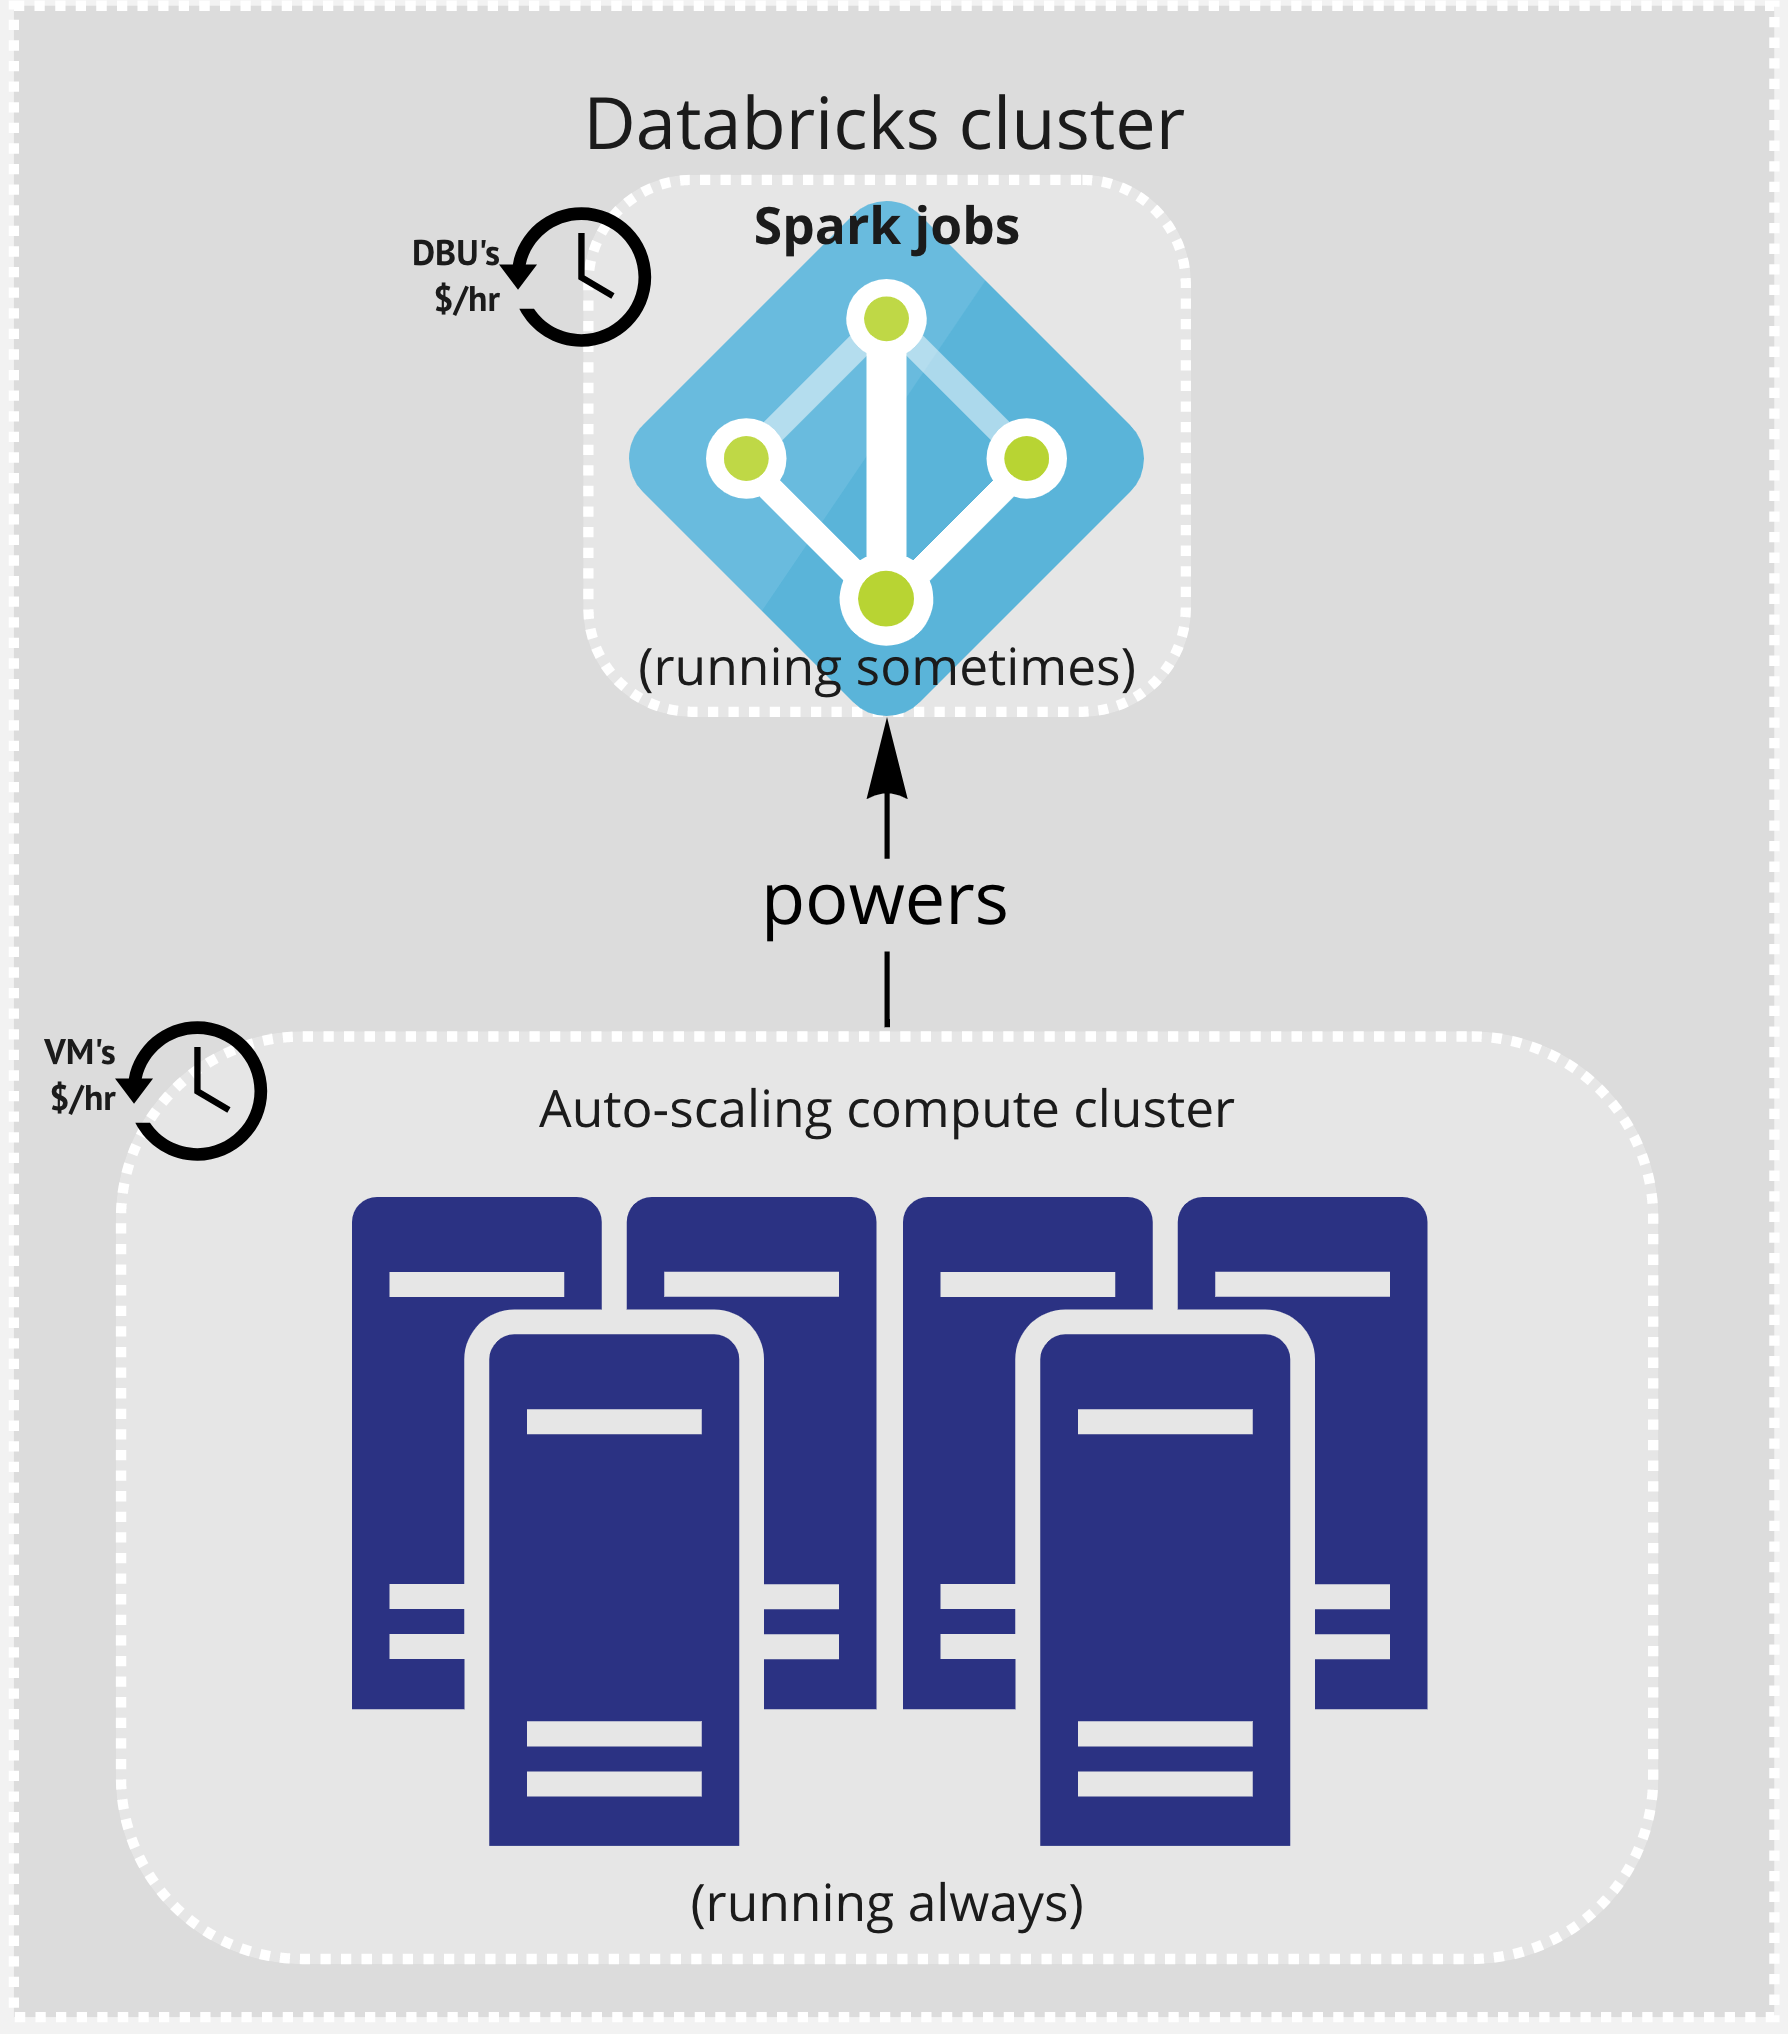 Databricks cluster
Spark jobs
DBU's
$/hr
(running sometimes)
powers
VM's
$/hr
Auto-scaling compute cluster
(running always)